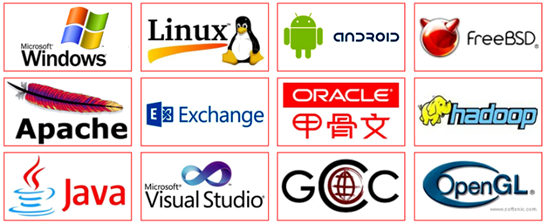 Microsoft®
Windows
Linux
ANDROID
FreeBSD®
Apache
Exchange
ORACLE®
甲骨文
hadoop
Java
Microsoft®
Visual Studio®
GCC
OpenGL®